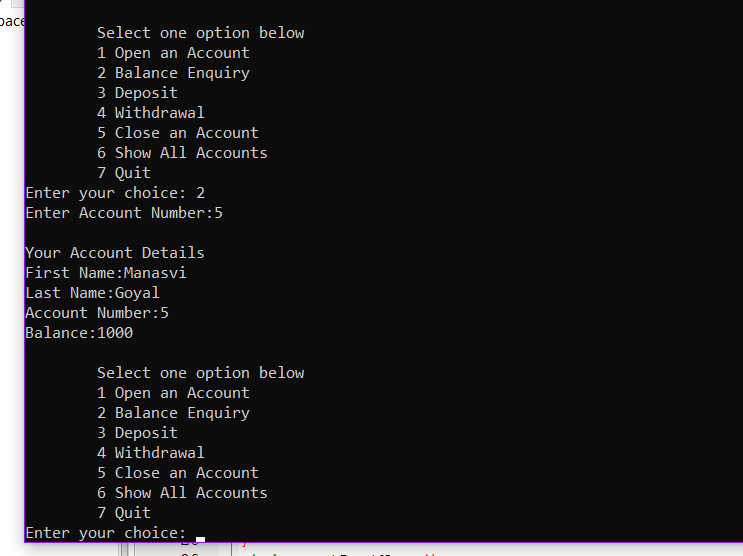 Select one option below
1 Open an Account
2 Balance Enquiry
3 Deposit
4 Withdrawal
5 Close an Account
6 Show All Accounts
7 Quit
Enter your choice: 2
Enter Account Number:5
Your Account Details
First Name:Manasvi
Last Name:Goyal
Account Number:5
Balance:1000
Select one option below
1 Open an Account
2 Balance Enquiry
3 Deposit
4 Withdrawal
5 Close an Account
6 Show All Accounts
7 Quit
Enter your choice: